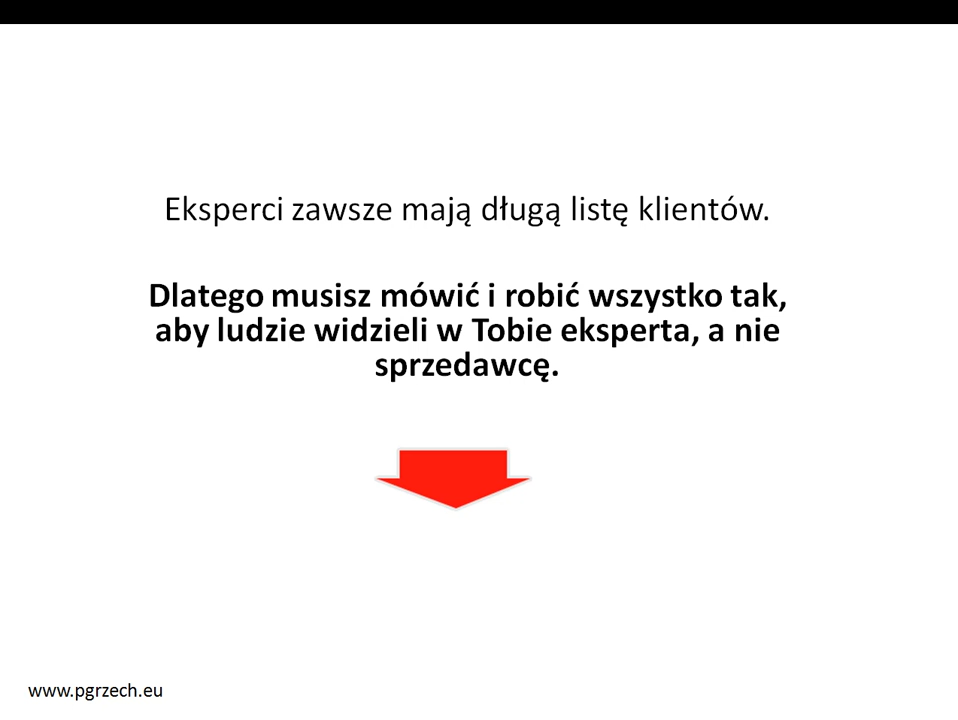 Eksperci zawsze mają długą listę klientów.
Dlatego musisz mówić i robić wszystko tak,
aby ludzie widzieli w Tobie eksperta, a nie
sprzedawcę.
www.pgrzech.eu